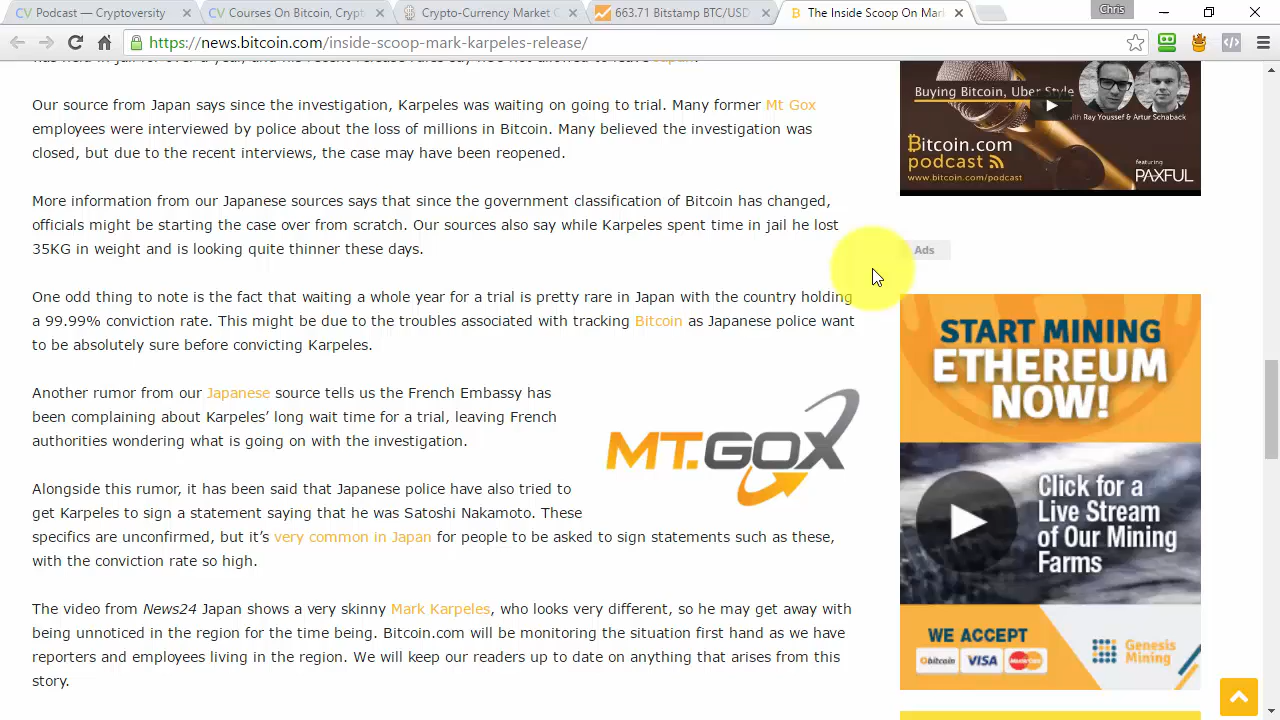 CV Podcast — Cryptoversity
CV Courses On Bitcoin, Crypt
Crypto-Currency Market C
663.71 Bitstamp BTC/USD
The Inside Scoop On Mar
Chris
https://news.bitcoin.com/inside-scoop-mark-karpeles-release/
Our source from Japan says since the investigation, Karpeles was waiting on going to trial. Many former Mt Gox
employees were interviewed by police about the loss of millions in Bitcoin. Many believed the investigation was
closed, but due to the recent interviews, the case may have been reopened.
More information from our Japanese sources says that since the government classification of Bitcoin has changed,
officials might be starting the case over from scratch. Our sources also say while Karpeles spent time in jail he lost
35KG in weight and is looking quite thinner these days.
One odd thing to note is the fact that waiting a whole year for a trial is pretty rare in Japan with the country holding
a 99.99% conviction rate. This might be due to the troubles associated with tracking Bitcoin as Japanese police want
to be absolutely sure before convicting Karpeles.
Another rumor from our Japanese source tells us the French Embassy has
been complaining about Karpeles’ long wait time for a trial, leaving French
authorities wondering what is going on with the investigation.
MT.GOX
Alongside this rumor, it has been said that Japanese police have also tried to
get Karpeles to sign a statement saying that he was Satoshi Nakamoto. These
specifics are unconfirmed, but it’s very common in Japan for people to be asked to sign statements such as these,
with the conviction rate so high.
The video from News24 Japan shows a very skinny Mark Karpeles, who looks very different, so he may get away with
being unnoticed in the region for the time being. Bitcoin.com will be monitoring the situation first hand as we have
reporters and employees living in the region. We will keep our readers up to date on anything that arises from this
story.
Buying Bitcoin, Uber Style
with Ray Youssef & Artur Schaback
Bitcoin.com
podcast
www.bitcoin.com/podcast
featuring
PAXFUL
Ads
START MINING
ETHEREUM
NOW!
Click for a
Live Stream
of Our Mining
Farms
WE ACCEPT
bitcoin VISA MasterCard
Genesis
Mining